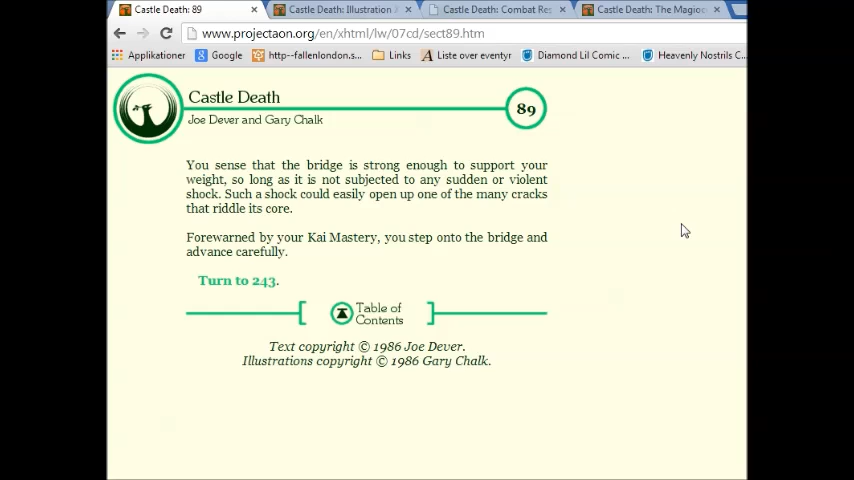 Castle Death: 89
Castle Death: Illustration
Castle Death: Combat Res
Castle Death: The Magic
www.projectaon.org/en/xhtml/lw/07cd/sect89.htm
Applikationer
Google
http--fallenlondon.s...
Links
Liste over eventyr
Diamond Lil Comic ...
Heavenly Nostrils C...
Castle Death
89
Joe Dever and Gary Chalk
You sense that the bridge is strong enough to support your
weight, so long as it is not subjected to any sudden or violent
shock. Such a shock could easily open up one of the many cracks
that riddle its core.
Forewarned by your Kai Mastery, you step onto the bridge and
advance carefully.
Turn to 243.
Table of
Contents
Text copyright © 1986 Joe Dever.
Illustrations copyright © 1986 Gary Chalk.